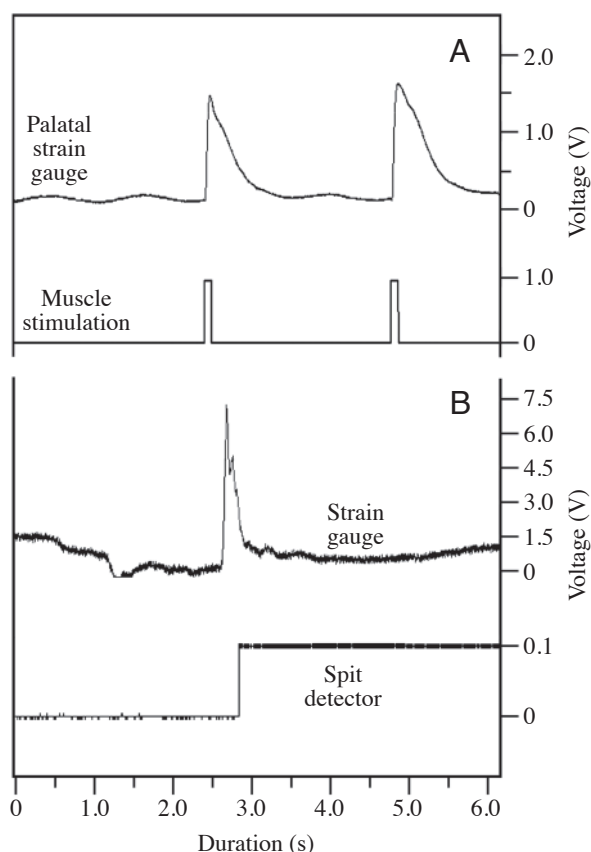 A
2.0
Palatal
strain
gauge
1.0
Voltage (V)
0
Muscle
stimulation
1.0
0
B
7.5
6.0
4.5
Strain
gauge
3.0
1.5
Voltage (V)
0
0.1
Spit
detector
0
0 1.0 2.0 3.0 4.0 5.0 6.0
Duration (s)